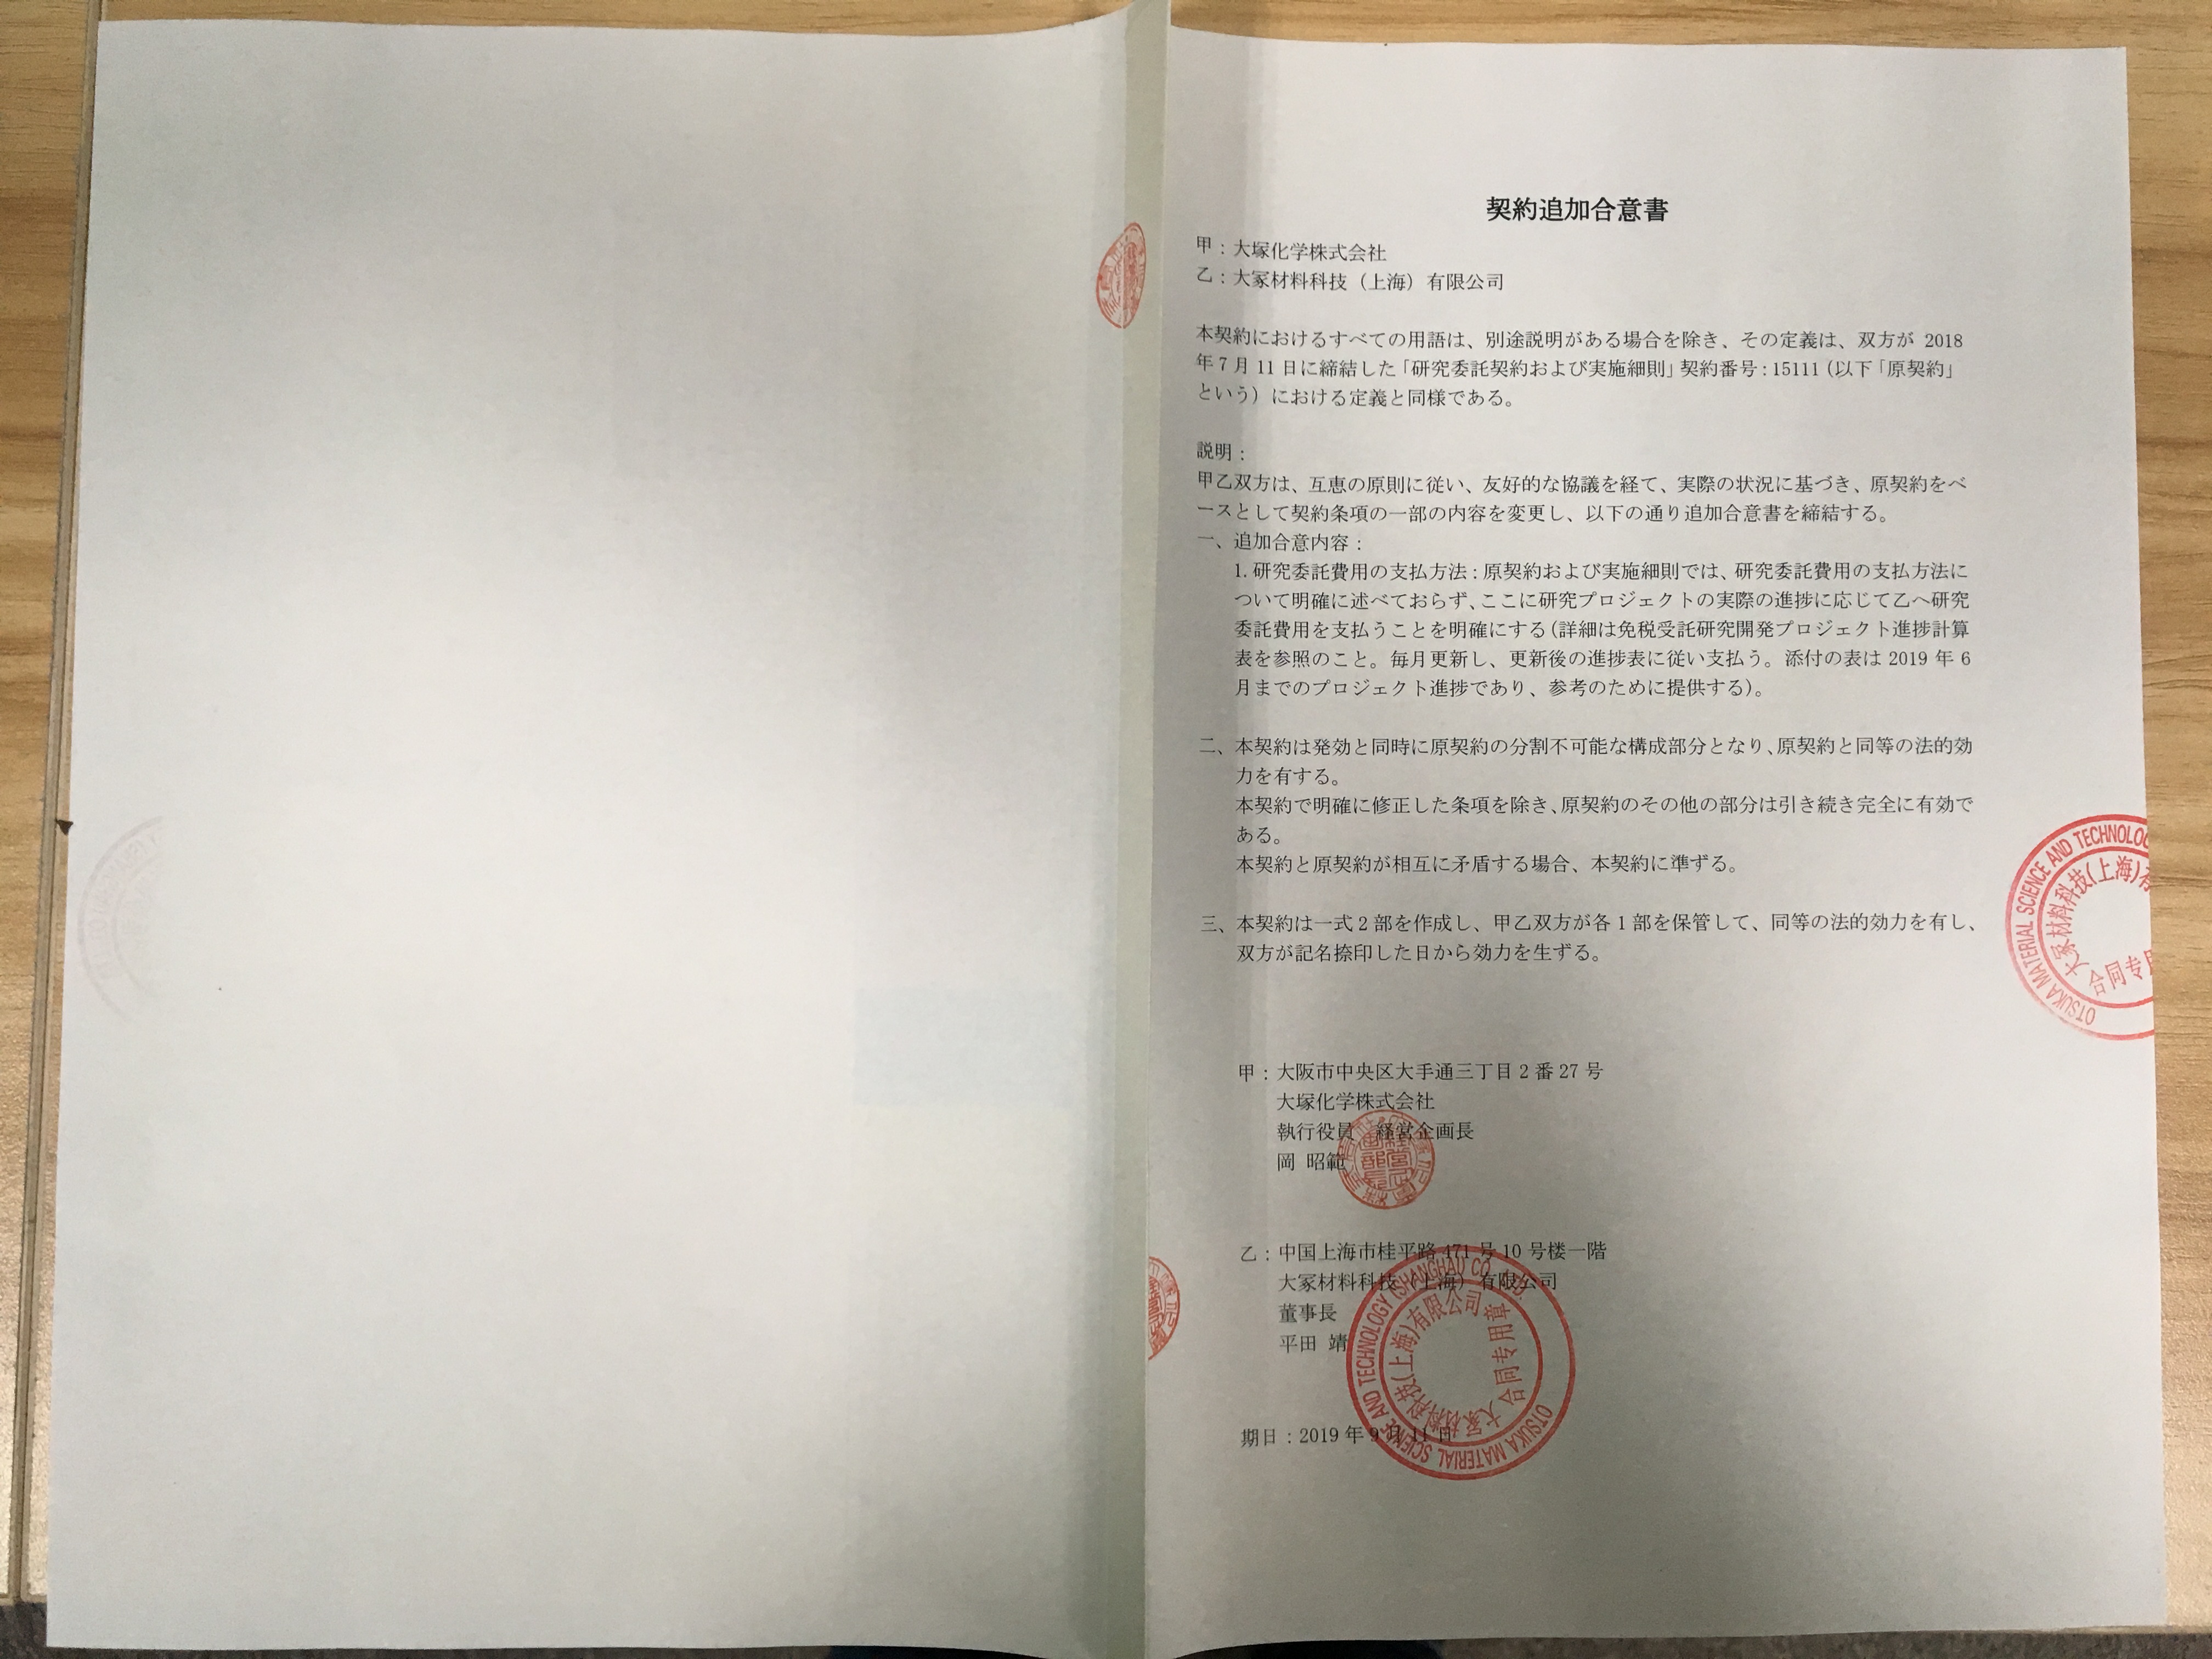 契約追加合意書
甲：大塚化学株式会社
乙：大冢材料科技（上海）有限公司
本契約におけるすべての用語は、別途説明がある場合を除き、その定義は、双方が 2018
年 7 月 11 日に締結した「研究委託契約および実施細則」契約番号：15111 (以下「原契約」
という）における定義と同様である。
説明：
甲乙双方は、互恵の原則に従い、友好的な協議を経て、実際の状況に基づき、原契約をベ
ースとして契約条項の一部の内容を変更し、以下の通り追加合意書を締結する。
一、追加合意内容：
1. 研究委託費用の支払方法：原契約および実施細則では、研究委託費用の支払方法に
ついて明確に述べておらず、ここに研究プロジェクトの実際の進捗に応じて乙へ研究
委託費用を支払うことを明確にする (詳細は免税受託研究開発プロジェクト進捗計算
表を参照のこと。毎月更新し、更新後の進捗表に従い支払う。添付の表は 2019 年 6
月までのプロジェクト進捗であり、参考のために提供する)。
二、本契約は発効と同時に原契約の分割不可能な構成部分となり、原契約と同等の法的効
力を有する。
本契約で明確に修正した条項を除き、原契約のその他の部分は引き続き完全に有効で
ある。
本契約と原契約が相互に矛盾する場合、本契約に準ずる。
三、本契約は一式 2 部を作成し、甲乙双方が各 1 部を保管して、同等の法的効力を有し、
双方が記名捺印した日から効力を生ずる。
甲：大阪市中央区大手通三丁目 2 番 27 号
大塚化学株式会社
執行役員 経営企画長
岡 昭範
乙：中国上海市桂平路 471 号 10 号楼一階
大冢材料科技（上海）有限公司
董事長
平田 靖
期日：2019 年 9 月 11 日
OTSUKA MATERIAL SCIENCE AND TECHNOLOGY (SHANGHAI) CO.
大冢材料科技(上海)有限公司
合同专用章
OTSUKA MATERIAL SCIENCE AND TECHNOLOG
大冢材料科技(上海)有
合同专用